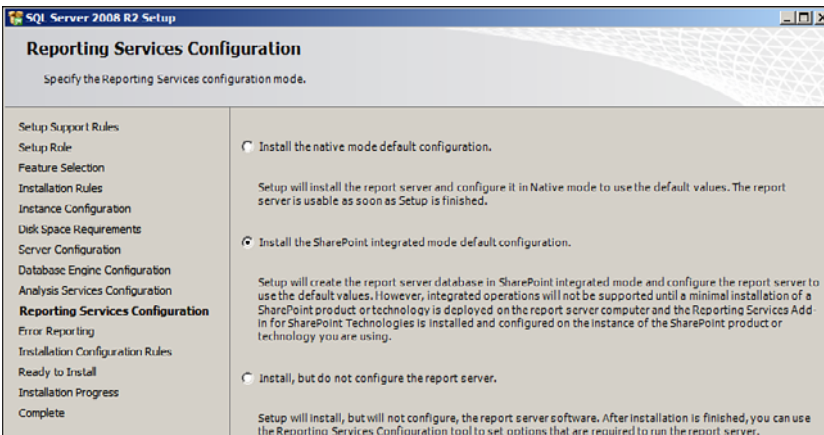 SQL Server 2008 R2 Setup
Reporting Services Configuration
Specify the Reporting Services configuration mode.
Setup Support Rules
Setup Role
Feature Selection
Installation Rules
Instance Configuration
Disk Space Requirements
Server Configuration
Database Engine Configuration
Analysis Services Configuration
Reporting Services Configuration
Error Reporting
Installation Configuration Rules
Ready to Install
Installation Progress
Complete
Install the native mode default configuration.
Setup will install the report server and configure it in Native mode to use the default values. The report
server is usable as soon as Setup is finished.
Install the SharePoint integrated mode default configuration.
Setup will create the report server database in SharePoint integrated mode and configure the report server to
use the default values. However, integrated operations will not be supported until a minimal installation of a
SharePoint product or technology is deployed on the report server computer and the Reporting Services Add-
in for SharePoint Technologies is installed and configured on the instance of the SharePoint product or
technology you are using.
Install, but do not configure the report server.
Setup will install, but will not configure, the report server software. After installation is finished, you can use
the Reporting Services Configuration tool to set options that are required to run the report server.